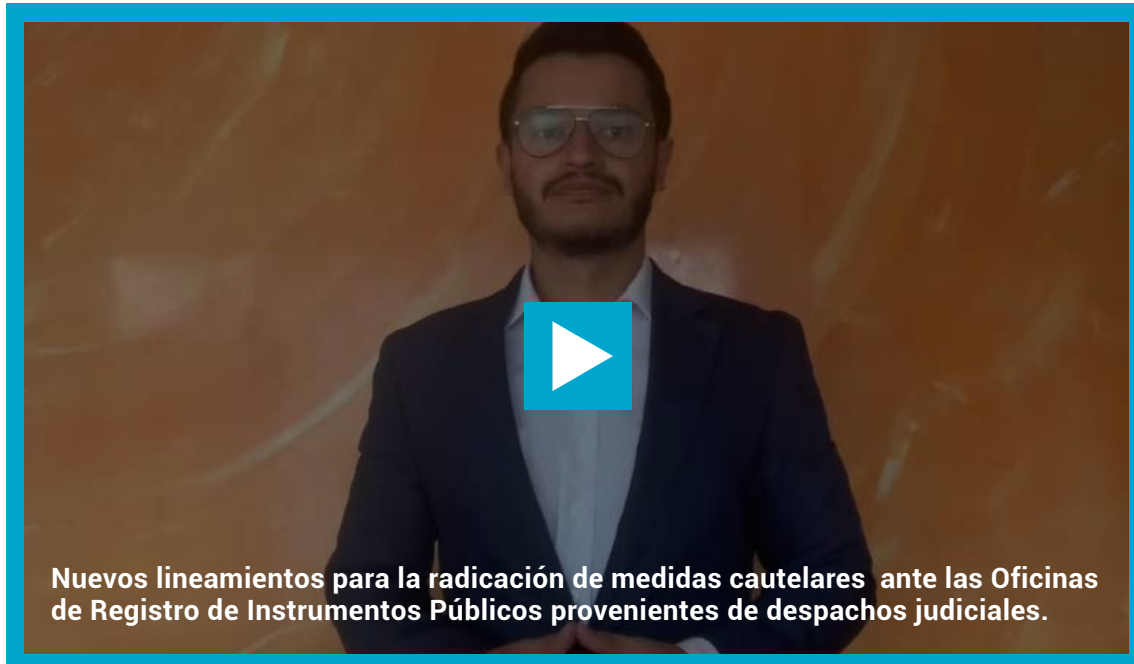 Nuevos lineamientos para la radicación de medidas cautelares  ante las Oficinas
de Registro de Instrumentos Públicos provenientes de despachos judiciales.